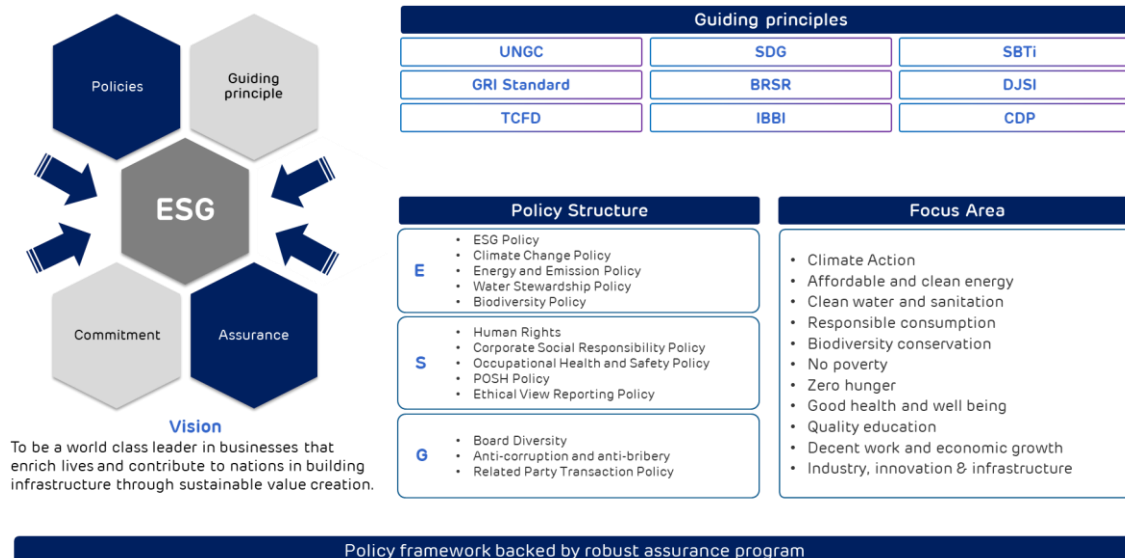 Policies
Guiding
principle
ESG
Commitment
Assurance
Vision
To be a world class leader in businesses that
enrich lives and contribute to nations in building
infrastructure through sustainable value creation.
Guiding principles
UNGC
SDG
SBTi
GRI Standard
BRSR
DJSI
TCFD
IBBI
CDP
Policy Structure
E
• ESG Policy
• Climate Change Policy
• Energy and Emission Policy
• Water Stewardship Policy
• Biodiversity Policy
S
• Human Rights
• Corporate Social Responsibility Policy
• Occupational Health and Safety Policy
• POSH Policy
• Ethical View Reporting Policy
G
• Board Diversity
• Anti-corruption and anti-bribery
• Related Party Transaction Policy
Focus Area
• Climate Action
• Affordable and clean energy
• Clean water and sanitation
• Responsible consumption
• Biodiversity conservation
• No poverty
• Zero hunger
• Good health and well being
• Quality education
• Decent work and economic growth
• Industry, innovation & infrastructure
Policy framework backed by robust assurance program